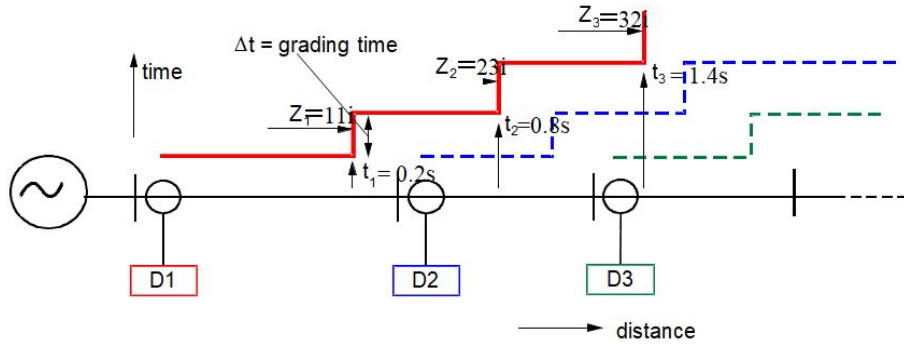 Z₃=32i
Δt = grading time
time
Z₂=23i
t₃=1.4s
Z₁=11i
t₂=0.8s
t₁=0.2s
D1
D2
D3
distance